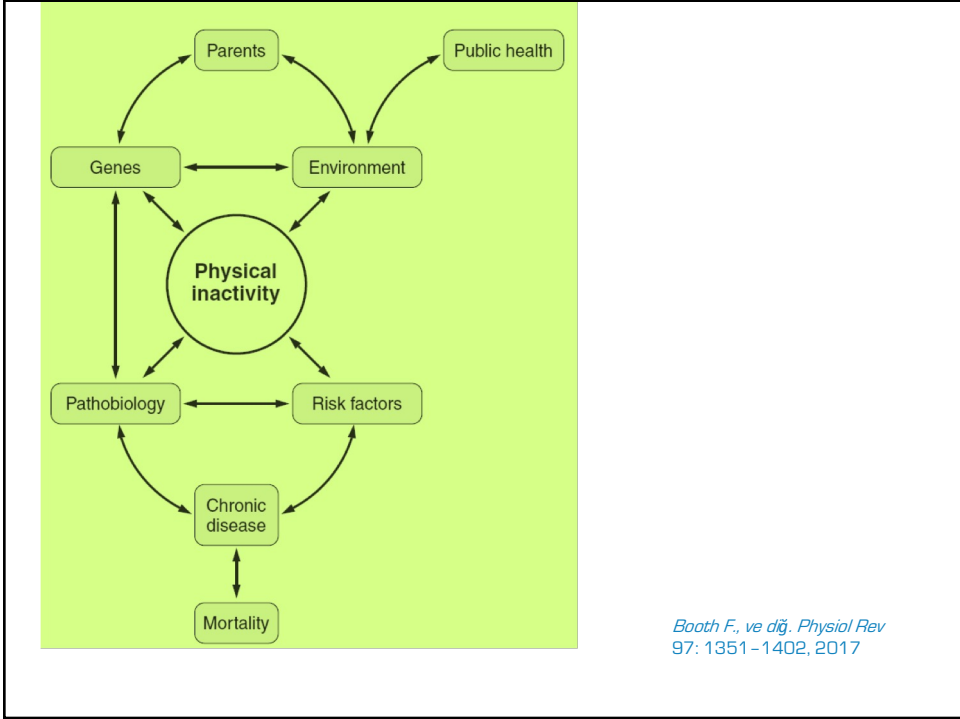 Parents
Public health
Genes
Environment
Physical
inactivity
Pathobiology
Risk factors
Chronic
disease
Mortality
Booth F., ve diğ. Physiol Rev
97: 1351–1402, 2017